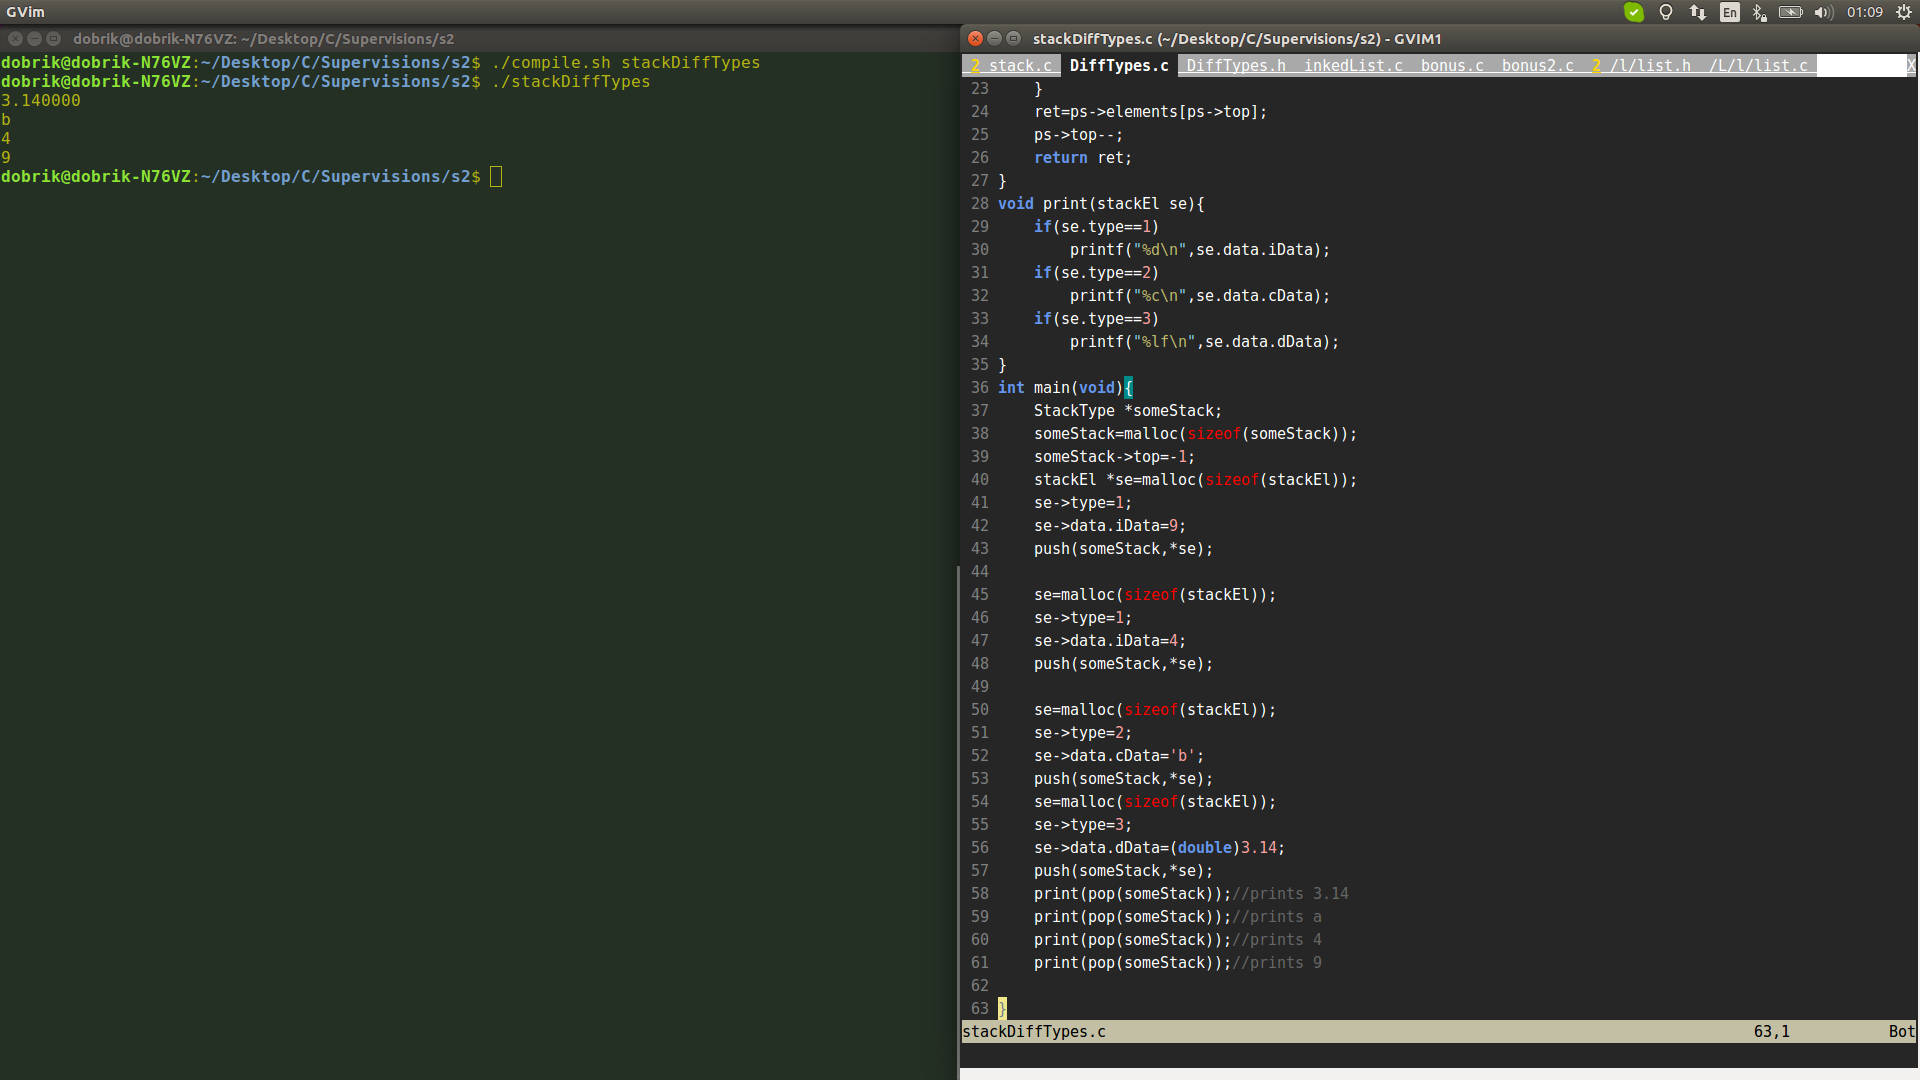 GVim
En
01:09
dobrik@dobrik-N76VZ: ~/Desktop/C/Supervisions/s2
dobrik@dobrik-N76VZ:~/Desktop/C/Supervisions/s2$ ./compile.sh stackDiffTypes
dobrik@dobrik-N76VZ:~/Desktop/C/Supervisions/s2$ ./stackDiffTypes
3.140000
b
4
9
dobrik@dobrik-N76VZ:~/Desktop/C/Supervisions/s2$
stackDiffTypes.c (~/Desktop/C/Supervisions/s2) - GVIM1
2 stack.c DiffTypes.c DiffTypes.h inkedList.c bonus.c bonus2.c 2 /l/list.h /L/l/list.c X
23     }
24     ret=ps->elements[ps->top];
25     ps->top--;
26     return ret;
27 }
28 void print(stackEl se){
29     if(se.type==1)
30         printf("%d\n",se.data.iData);
31     if(se.type==2)
32         printf("%c\n",se.data.cData);
33     if(se.type==3)
34         printf("%lf\n",se.data.dData);
35 }
36 int main(void){
37     StackType *someStack;
38     someStack=malloc(sizeof(someStack));
39     someStack->top=-1;
40     stackEl *se=malloc(sizeof(stackEl));
41     se->type=1;
42     se->data.iData=9;
43     push(someStack,*se);
44
45     se=malloc(sizeof(stackEl));
46     se->type=1;
47     se->data.iData=4;
48     push(someStack,*se);
49
50     se=malloc(sizeof(stackEl));
51     se->type=2;
52     se->data.cData='b';
53     push(someStack,*se);
54     se=malloc(sizeof(stackEl));
55     se->type=3;
56     se->data.dData=(double)3.14;
57     push(someStack,*se);
58     print(pop(someStack));//prints 3.14
59     print(pop(someStack));//prints a
60     print(pop(someStack));//prints 4
61     print(pop(someStack));//prints 9
62
63 }
stackDiffTypes.c 63,1 Bot